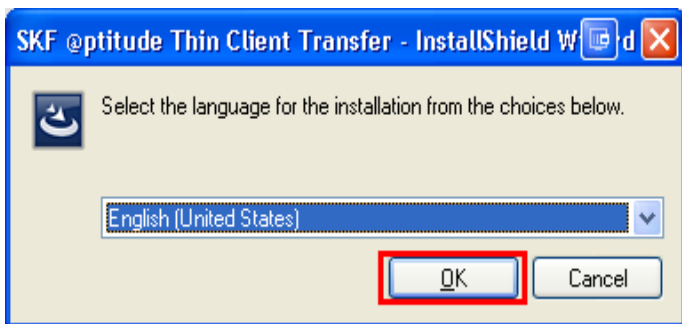 SKF @ptitude Thin Client Transfer - InstallShield W d
Select the language for the installation from the choices below.
English (United States)
OK
Cancel